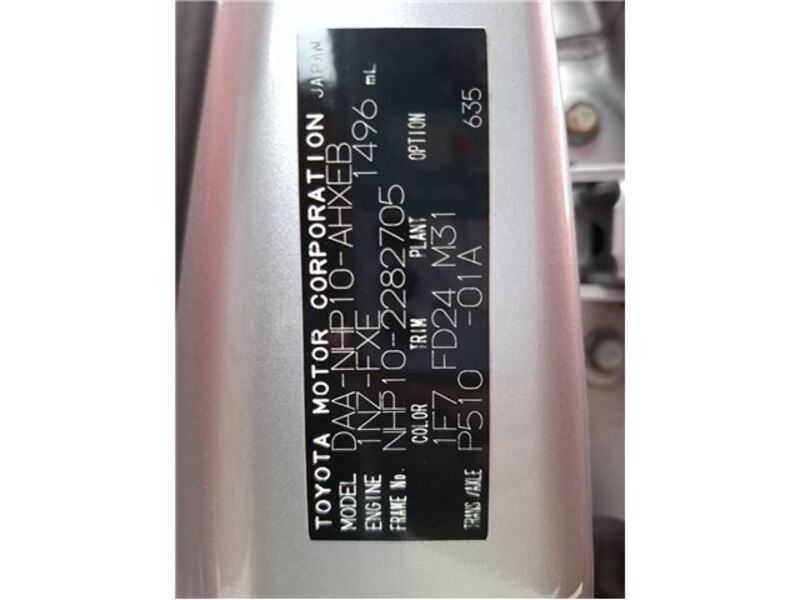 TOYOTA MOTOR CORPORATION JAPAN
MODEL DAA-NHP10-AHXEB
ENGINE 1NZ-FXE 1496 mL
FRAME No. NHP10-2282705
COLOR TRIM PLANT OPTION
1F7 FD24 M31 635
TRANS/AXLE P510 -01A